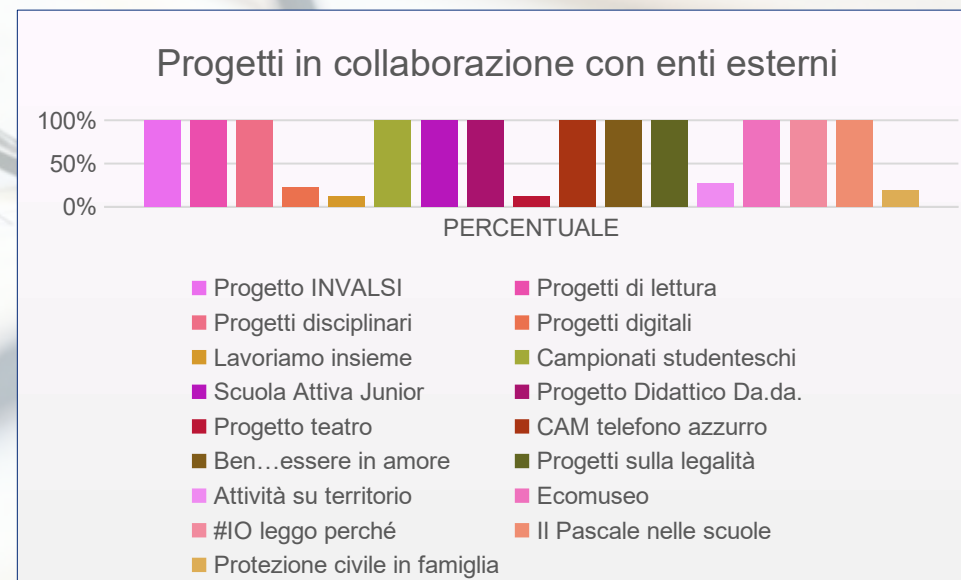 Progetti in collaborazione con enti esterni
100%
50%
0%
PERCENTUALE
Progetto INVALSI
Progetti di lettura
Progetti disciplinari
Progetti digitali
Lavoriamo insieme
Campionati studenteschi
Scuola Attiva Junior
Progetto Didattico Da.da.
Progetto teatro
CAM telefono azzurro
Ben…essere in amore
Progetti sulla legalità
Attività su territorio
Ecomuseo
#IO leggo perché
Il Pascale nelle scuole
Protezione civile in famiglia